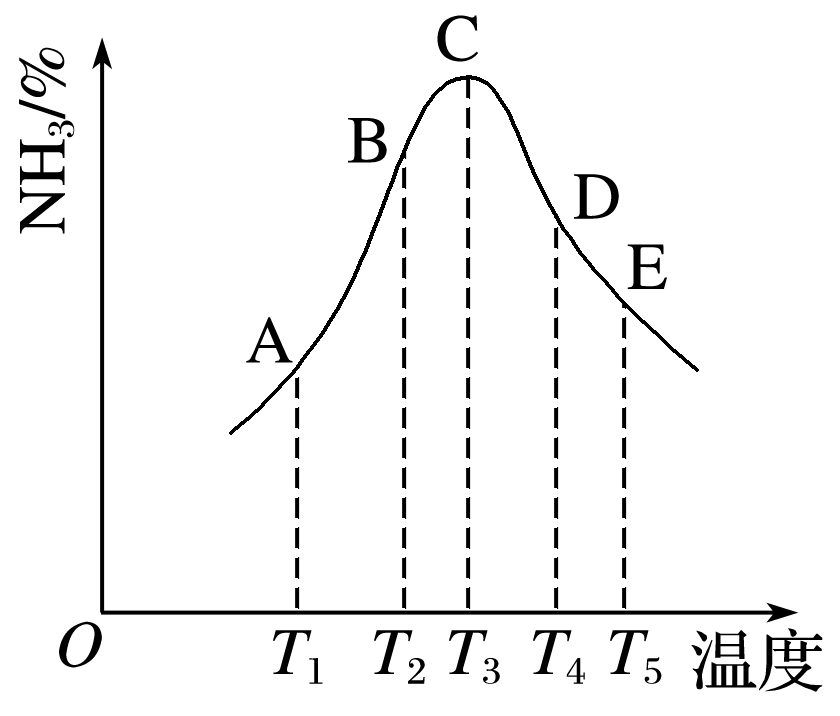 NH₃/%
C
B
D
E
A
O
T₁ T₂ T₃ T₄ T₅ 温度